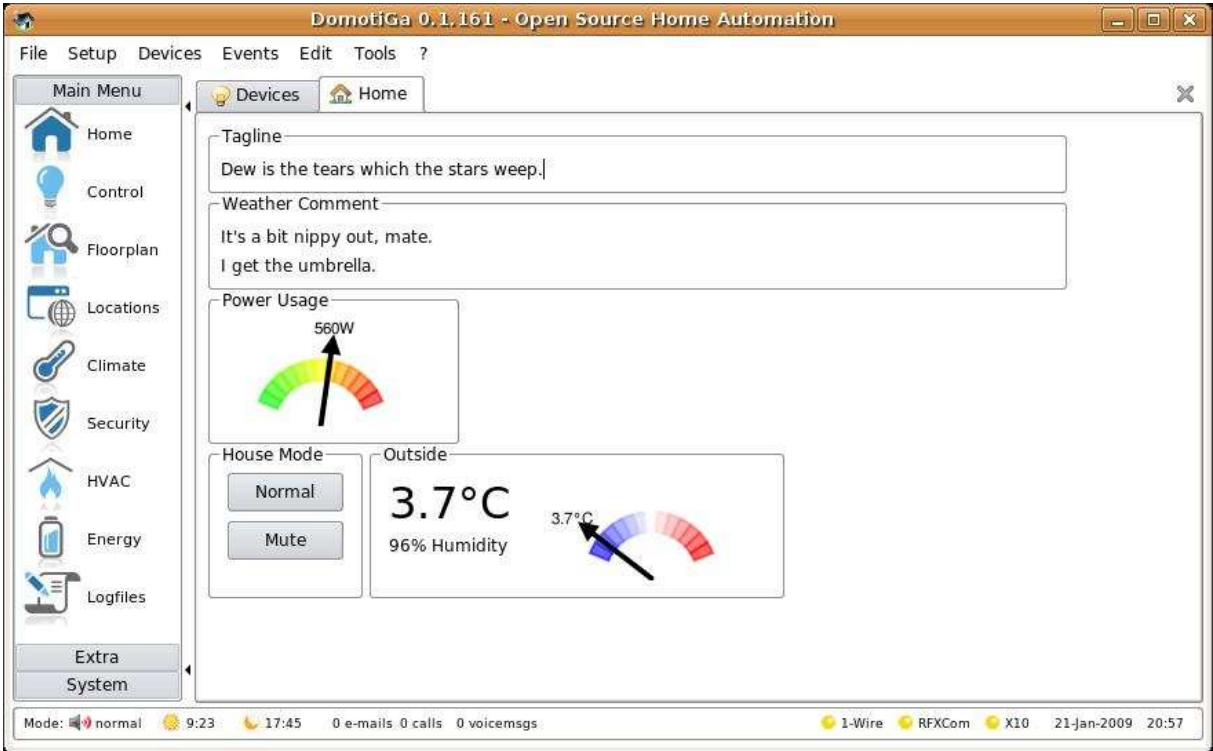 DomotiGa 0.1.161 - Open Source Home Automation
File Setup Devices Events Edit Tools ?
Main Menu
Home
Control
Floorplan
Locations
Climate
Security
HVAC
Energy
Logfiles
Extra
System
Devices Home
Tagline
Dew is the tears which the stars weep.
Weather Comment
It's a bit nippy out, mate.
I get the umbrella.
Power Usage
560W
House Mode
Normal
Mute
Outside
3.7°C
96% Humidity
3.7°C
Mode: normal 9:23 17:45 0 e-mails 0 calls 0 voicemsgs 1-Wire RFXCom X10 21-Jan-2009 20:57